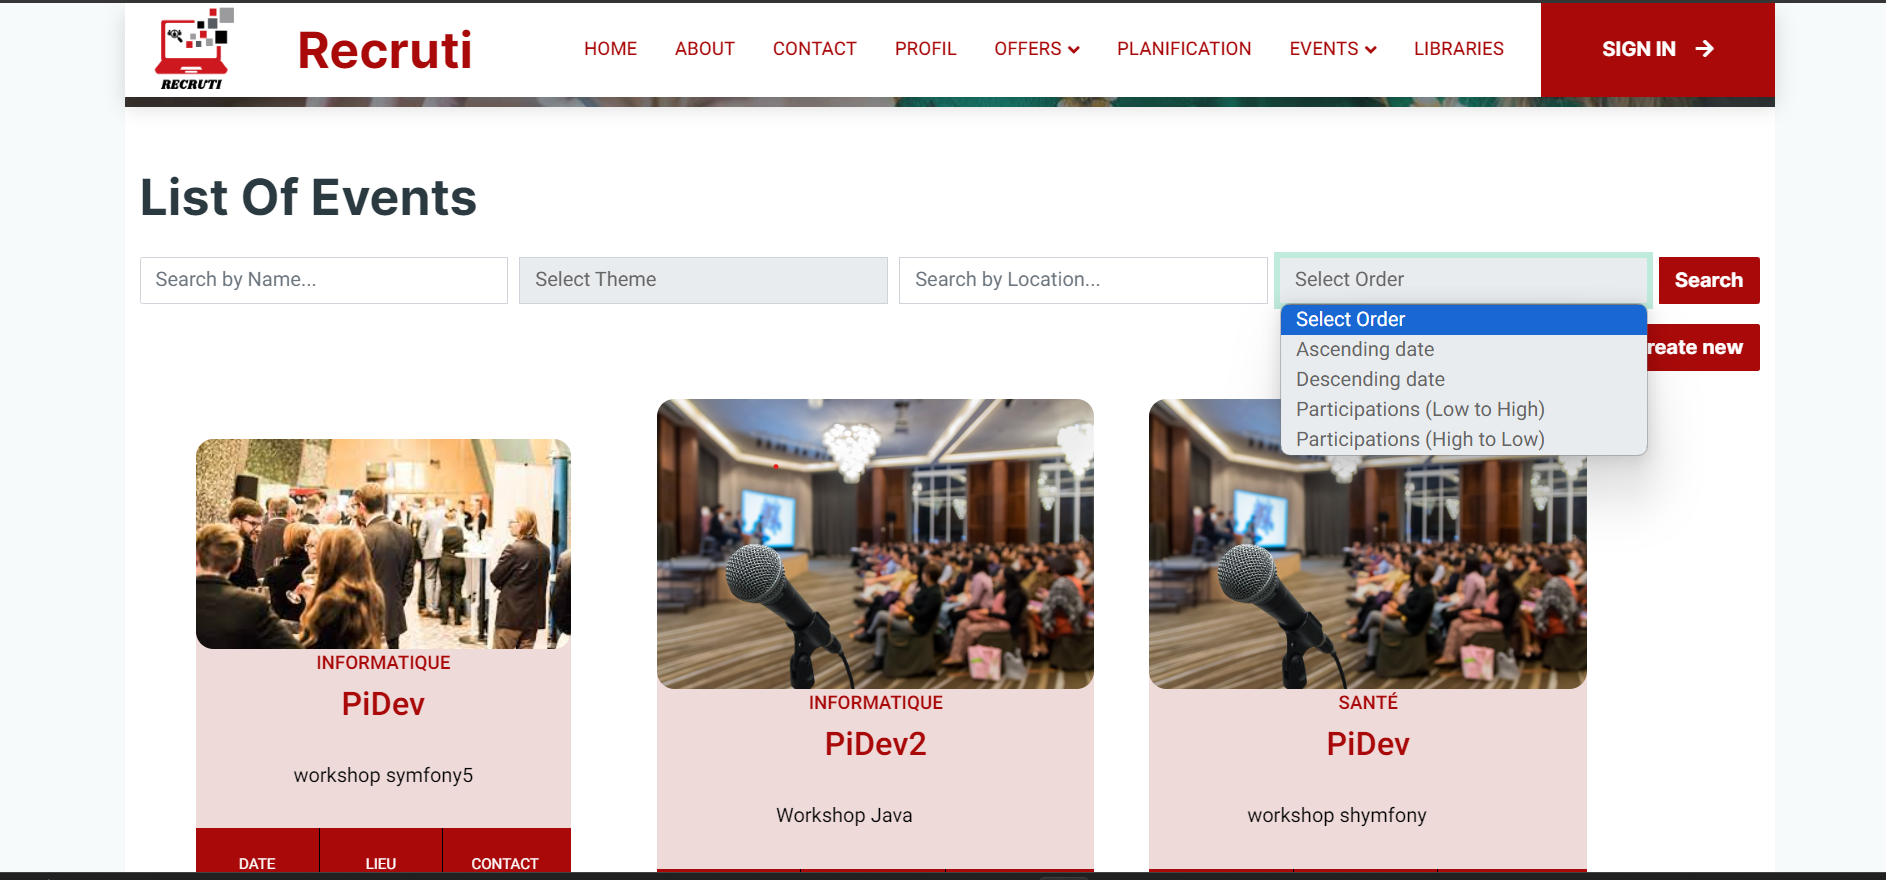 RECRUTI
Recruti
HOME
ABOUT
CONTACT
PROFIL
OFFERS
PLANIFICATION
EVENTS
LIBRARIES
SIGN IN
List Of Events
Search by Name...
Select Theme
Search by Location...
Select Order
Search
Select Order
Ascending date
Descending date
Participations (Low to High)
Participations (High to Low)
reate new
INFORMATIQUE
PiDev
workshop symfony5
DATE
LIEU
CONTACT
INFORMATIQUE
PiDev2
Workshop Java
SANTÉ
PiDev
workshop shymfony